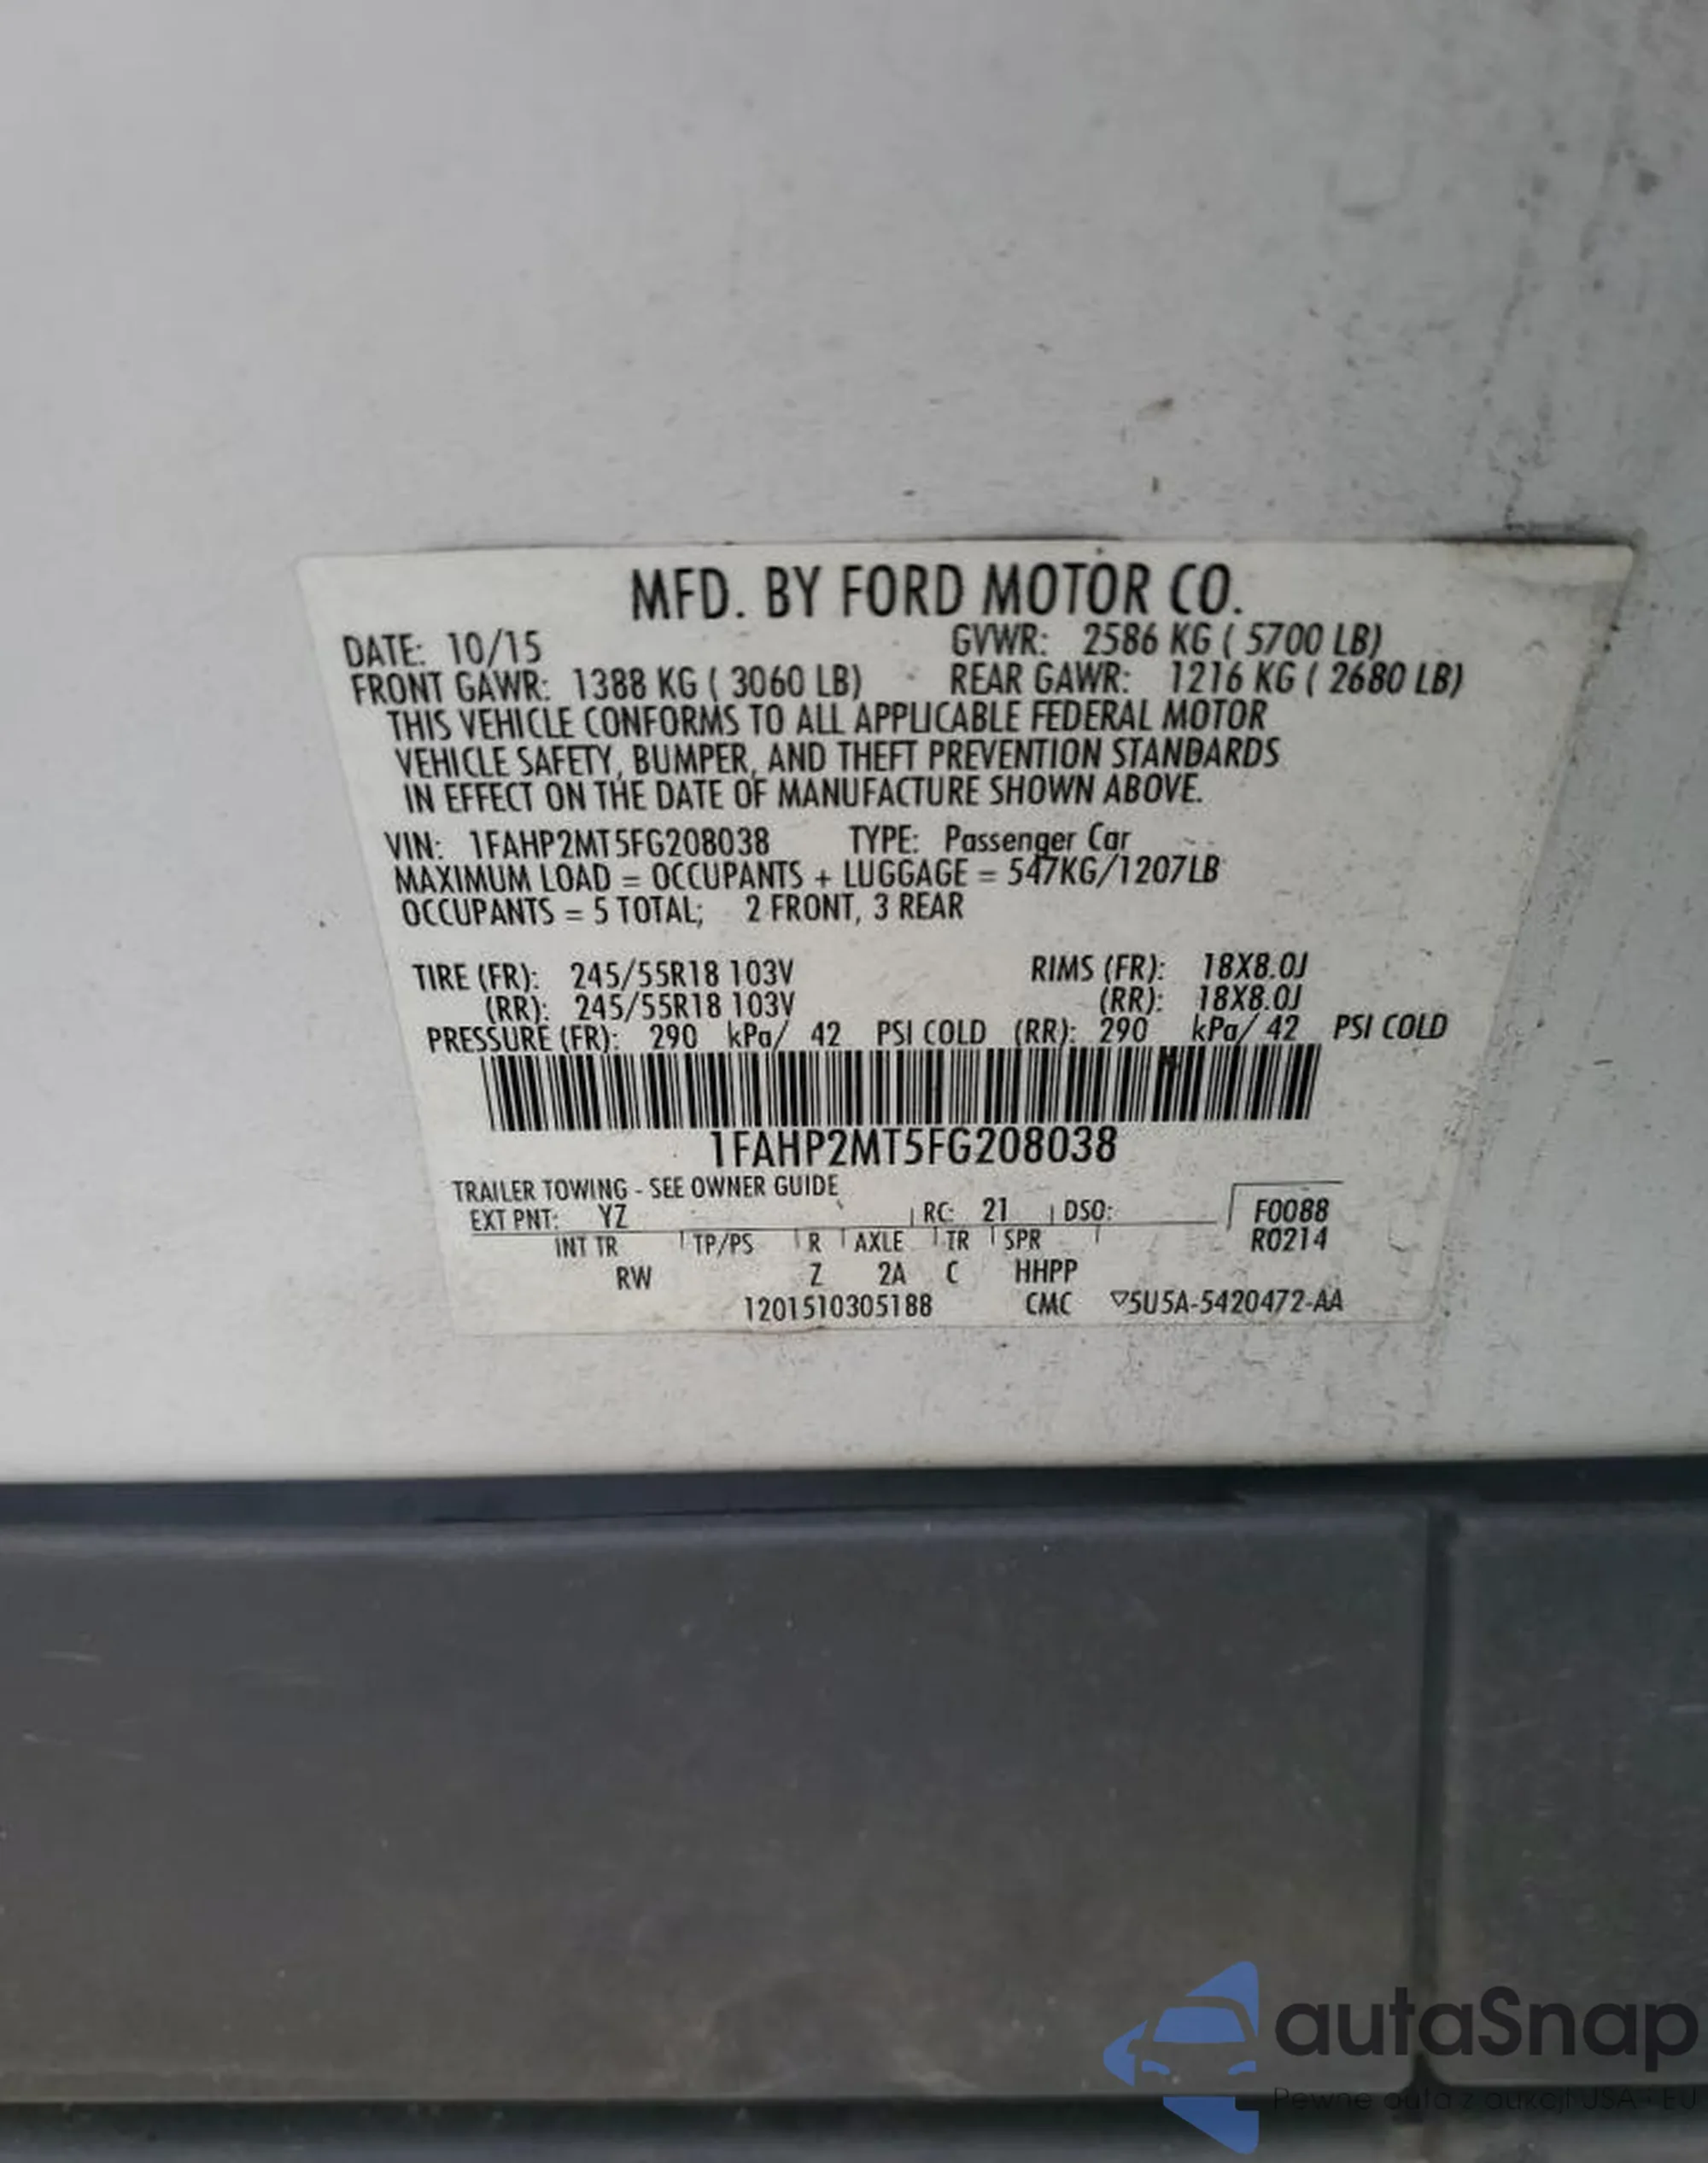 MFD. BY FORD MOTOR CO.
DATE: 10/15 GVWR: 2586 KG ( 5700 LB)
FRONT GAWR: 1388 KG ( 3060 LB) REAR GAWR: 1216 KG ( 2680 LB)
THIS VEHICLE CONFORMS TO ALL APPLICABLE FEDERAL MOTOR
VEHICLE SAFETY, BUMPER, AND THEFT PREVENTION STANDARDS
IN EFFECT ON THE DATE OF MANUFACTURE SHOWN ABOVE.
VIN: 1FAHP2MT5FG208038 TYPE: Passenger Car
MAXIMUM LOAD = OCCUPANTS + LUGGAGE = 547KG/1207LB
OCCUPANTS = 5 TOTAL; 2 FRONT, 3 REAR
TIRE (FR): 245/55R18 103V RIMS (FR): 18X8.0J
(RR): 245/55R18 103V (RR): 18X8.0J
PRESSURE (FR): 290 kPa/ 42 PSI COLD (RR): 290 kPa/ 42 PSI COLD
1FAHP2MT5FG208038
TRAILER TOWING - SEE OWNER GUIDE
EXT PNT: YZ RC: 21 DSO: F0088
INT TR TP/PS R AXLE TR SPR R0214
RW Z 2A C HHPP
1201510305188 CMC ▽5U5A-5420472-AA
autaSnap
Pewne auta z aukcji USA - EU